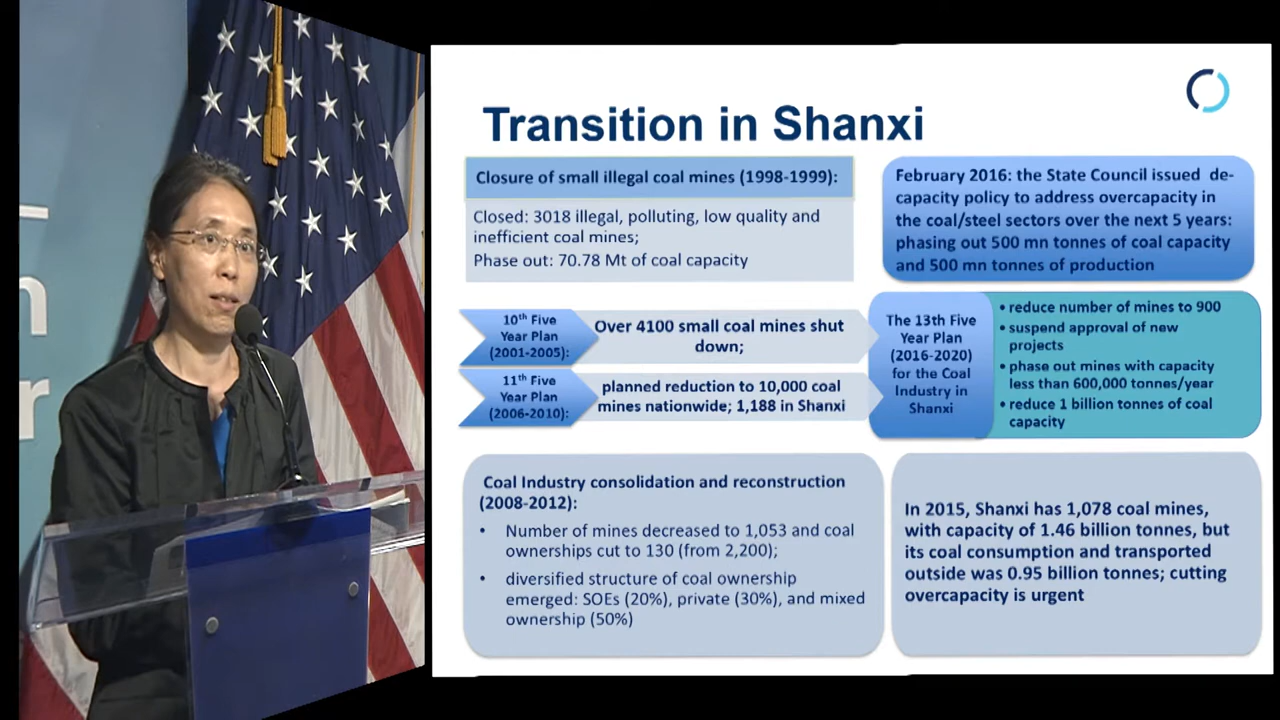 Transition in Shanxi
Closure of small illegal coal mines (1998-1999):
Closed: 3018 illegal, polluting, low quality and
inefficient coal mines;
Phase out: 70.78 Mt of coal capacity
February 2016: the State Council issued de-
capacity policy to address overcapacity in
the coal/steel sectors over the next 5 years:
phasing out 500 mn tonnes of coal capacity
and 500 mn tonnes of production
10th Five
Year Plan
(2001-2005):
Over 4100 small coal mines shut
down;
11th Five
Year Plan
(2006-2010):
planned reduction to 10,000 coal
mines nationwide; 1,188 in Shanxi
The 13th Five
Year Plan
(2016-2020)
for the Coal
Industry in
Shanxi
• reduce number of mines to 900
• suspend approval of new
projects
• phase out mines with capacity
less than 600,000 tonnes/year
• reduce 1 billion tonnes of coal
capacity
Coal Industry consolidation and reconstruction
(2008-2012):
• Number of mines decreased to 1,053 and coal
ownerships cut to 130 (from 2,200);
• diversified structure of coal ownership
emerged: SOEs (20%), private (30%), and mixed
ownership (50%)
In 2015, Shanxi has 1,078 coal mines,
with capacity of 1.46 billion tonnes, but
its coal consumption and transported
outside was 0.95 billion tonnes; cutting
overcapacity is urgent